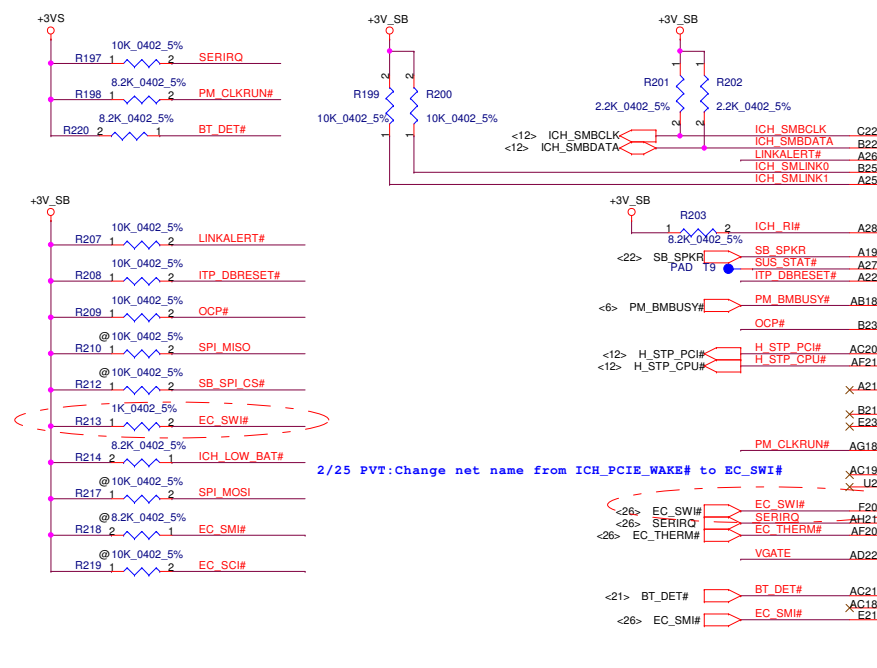 +3VS
10K_0402_5%
R197 1 2 SERIRQ
8.2K_0402_5%
R198 1 2 PM_CLKRUN#
8.2K_0402_5%
R220 2 1 BT_DET#
+3V_SB
2 2
R199 R200
10K_0402_5% 10K_0402_5%
1 1
+3V_SB
1 1
R201 R202
2.2K_0402_5% 2.2K_0402_5%
2 2
<12> ICH_SMBCLK ICH_SMBCLK C22
<12> ICH_SMBDATA ICH_SMBDATA B22
LINKALERT# A26
ICH_SMLINK0 B25
ICH_SMLINK1 A25
+3V_SB
10K_0402_5%
R207 1 2 LINKALERT#
10K_0402_5%
R208 1 2 ITP_DBRESET#
10K_0402_5%
R209 1 2 OCP#
@ 10K_0402_5%
R210 1 2 SPI_MISO
@ 10K_0402_5%
R212 1 2 SB_SPI_CS#
1K_0402_5%
R213 1 2 EC_SWI#
8.2K_0402_5%
R214 2 1 ICH_LOW_BAT#
@ 10K_0402_5%
R217 1 2 SPI_MOSI
@ 8.2K_0402_5%
R218 2 1 EC_SMI#
@ 10K_0402_5%
R219 1 2 EC_SCI#
+3V_SB
R203
1 2 ICH_RI# A28
8.2K_0402_5%
<22> SB_SPKR SB_SPKR A19
PAD T9 SUS_STAT# A27
ITP_DBRESET# A22
<6> PM_BMBUSY# PM_BMBUSY# AB18
OCP# B23
<12> H_STP_PCI# H_STP_PCI# AC20
<12> H_STP_CPU# H_STP_CPU# AF21
A21
B21
E23
PM_CLKRUN# AG18
2/25 PVT:Change net name from ICH_PCIE_WAKE# to EC_SWI#
AC19
U2
<26> EC_SWI# EC_SWI# F20
<26> SERIRQ SERIRQ AH21
<26> EC_THERM# EC_THERM# AF20
VGATE AD22
<21> BT_DET# BT_DET# AC21
AC18
<26> EC_SMI# EC_SMI# E21